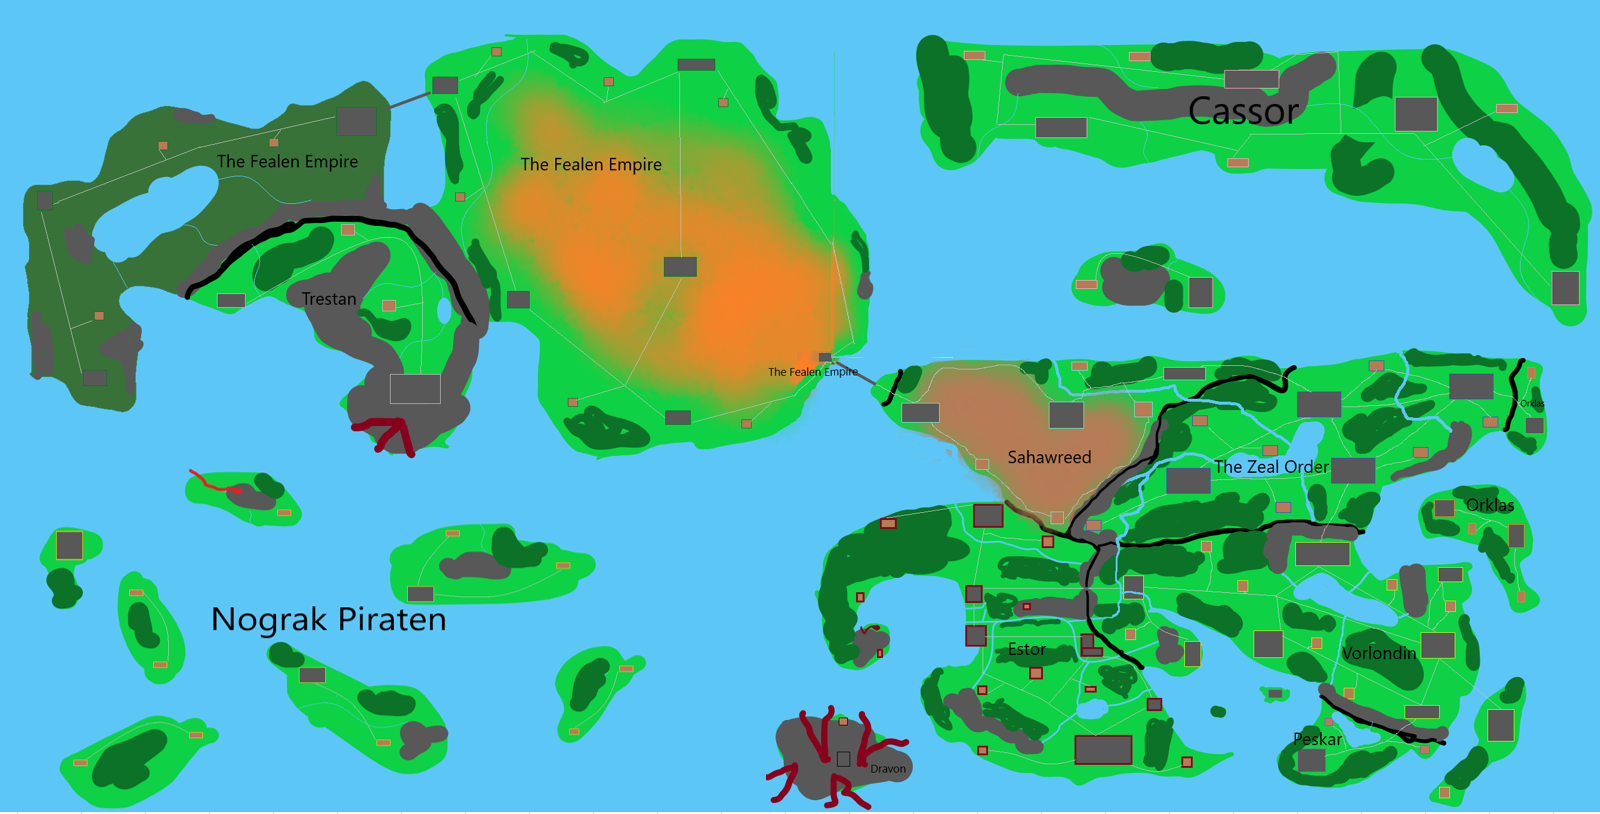 Cassor
The Fealen Empire
The Fealen Empire
Trestan
The Fealen Empire
Orklas
Sahawreed
The Zeal Order
Orklas
Nograk Piraten
Estor
Vorlondin
Peskar
Dravon